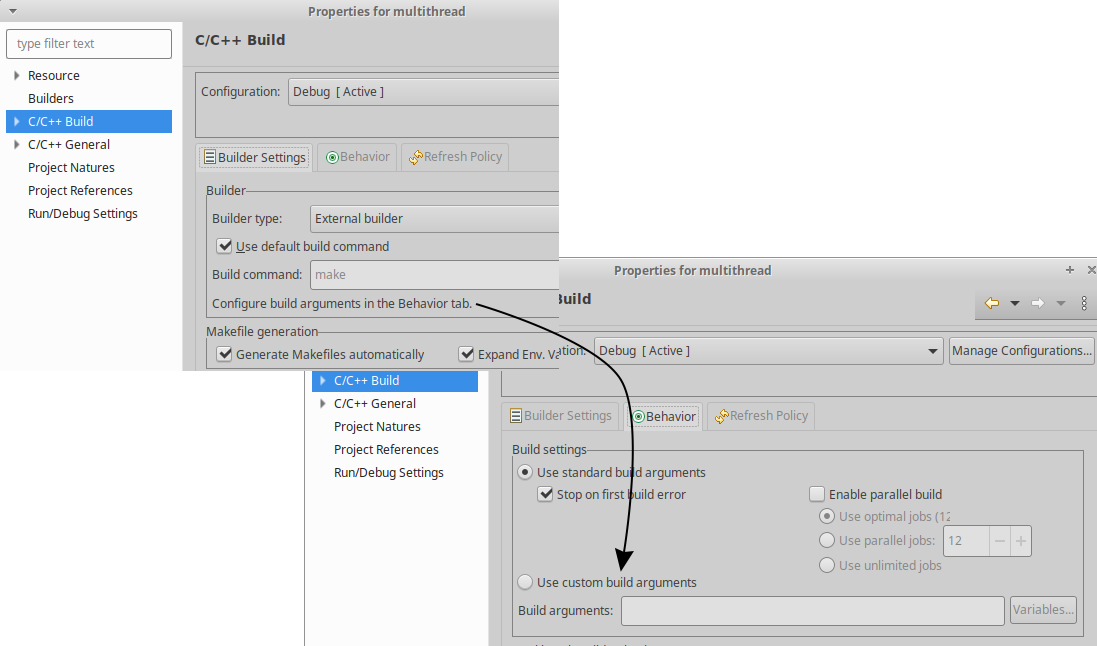 Properties for multithread
type filter text
C/C++ Build
Resource
Configuration: Debug [ Active ]
Builders
C/C++ Build
C/C++ General
Builder Settings Behavior Refresh Policy
Project Natures
Project References
Builder
Run/Debug Settings
Builder type: External builder
Use default build command
Build command: make
Configure build arguments in the Behavior tab.
Makefile generation
Generate Makefiles automatically Expand Env. Va
Properties for multithread
Build
ation: Debug [ Active ] Manage Configurations...
C/C++ Build
C/C++ General
Builder Settings Behavior Refresh Policy
Project Natures
Project References
Build settings
Run/Debug Settings
Use standard build arguments
Stop on first build error Enable parallel build
Use optimal jobs (12
Use parallel jobs: 12
Use unlimited jobs
Use custom build arguments
Build arguments: Variables...